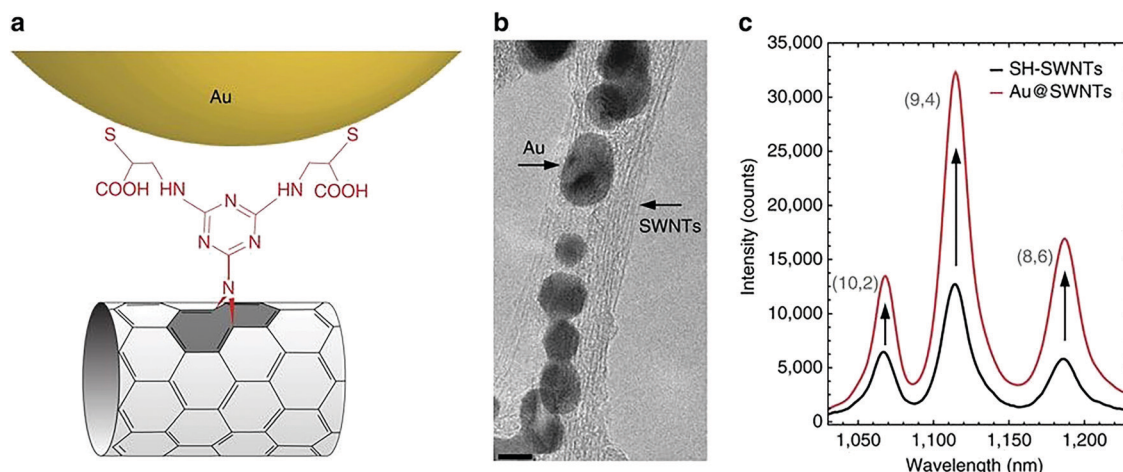 a
Au
S
S
COOH
HN
HN
COOH
N
N
N
N
b
Au
SWNTs
c
Intensity (counts)
35,000
30,000
25,000
20,000
15,000
10,000
5,000
0
SH-SWNTs
Au@SWNTs
(9,4)
(10,2)
(8,6)
1,050
1,100
1,150
1,200
Wavelength (nm)